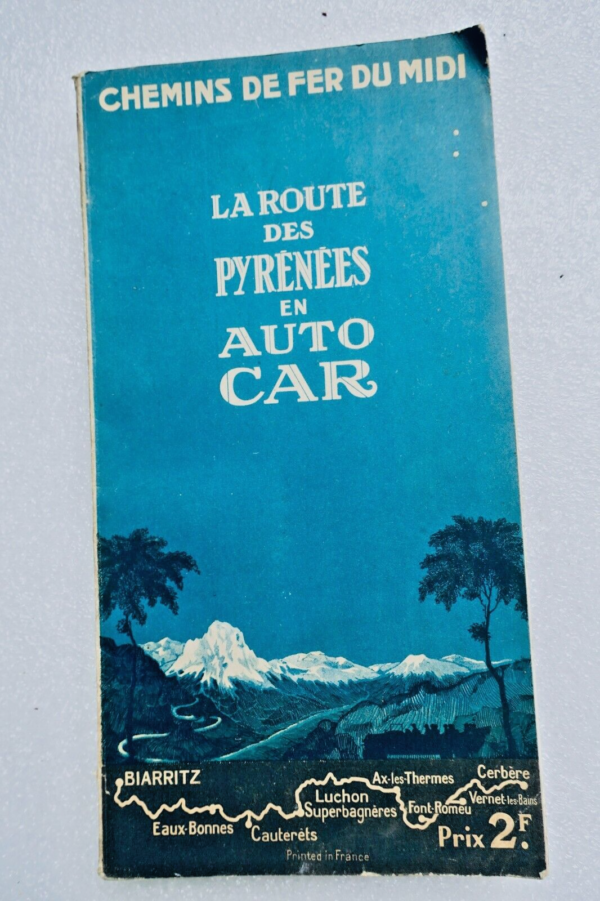 CHEMINS DE FER DU MIDI
LA ROUTE
DES
PYRÉNÉES
EN
AUTO
CAR
BIARRITZ
Eaux-Bonnes
Cauterêts
Luchon
Superbagnères
Ax-les-Thermes
Font-Romeu
Cerbère
Vernet-les-Bains
Prix 2F.
Printed in France